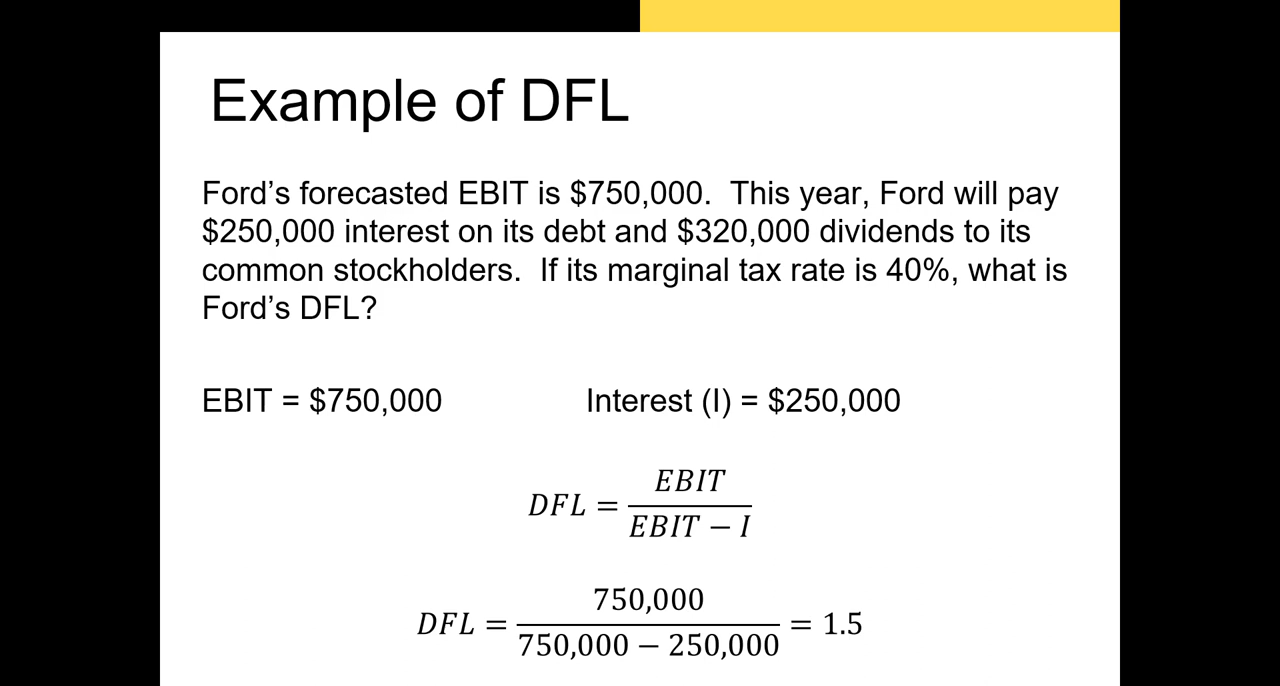 Example of DFL
Ford’s forecasted EBIT is $750,000.  This year, Ford will pay
$250,000 interest on its debt and $320,000 dividends to its
common stockholders.  If its marginal tax rate is 40%, what is
Ford’s DFL?
EBIT = $750,000 Interest (I) = $250,000
DFL = EBIT / EBIT − I
DFL = 750,000 / 750,000 − 250,000 = 1.5